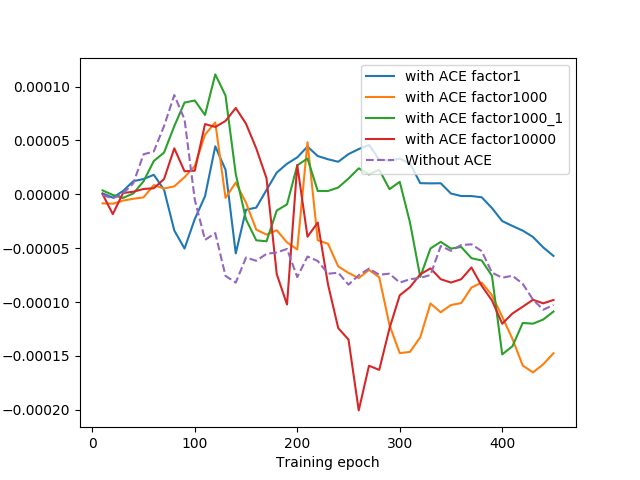 with ACE factor1
with ACE factor1000
with ACE factor1000_1
with ACE factor10000
Without ACE
0.00010
0.00005
0.00000
−0.00005
−0.00010
−0.00015
−0.00020
0 100 200 300 400
Training epoch